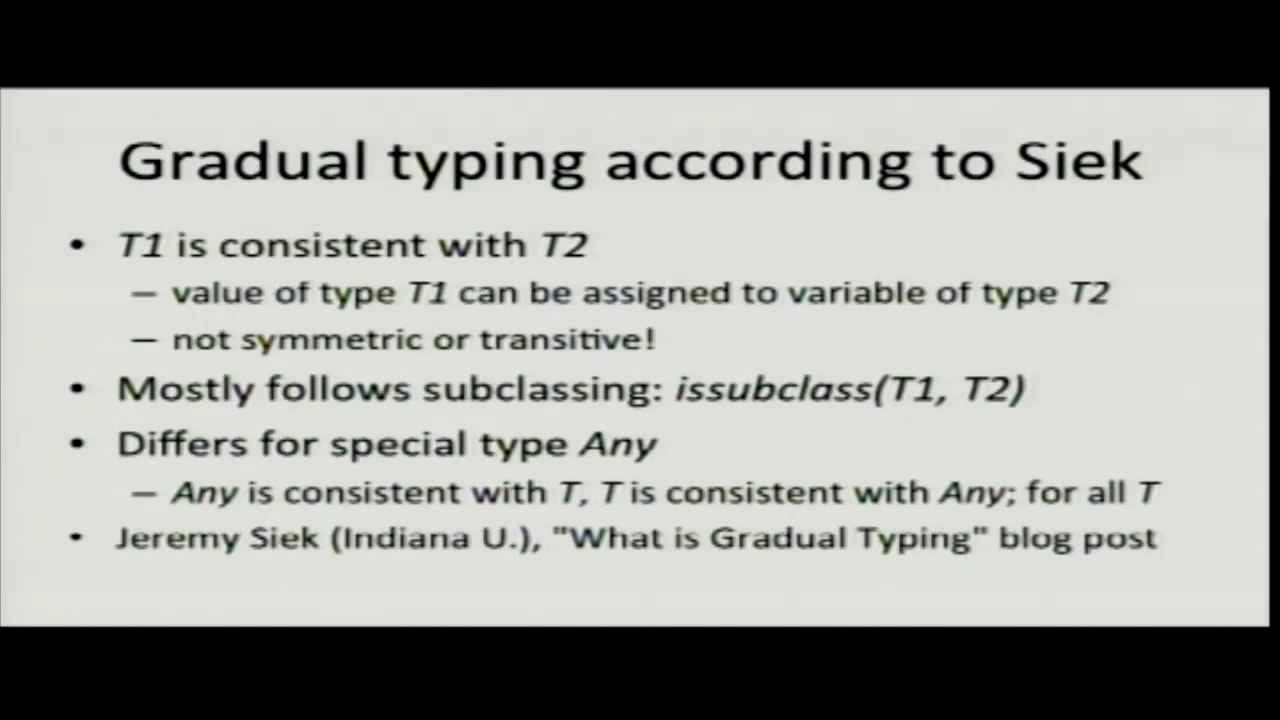 Gradual typing according to Siek
• T1 is consistent with T2
– value of type T1 can be assigned to variable of type T2
– not symmetric or transitive!
• Mostly follows subclassing: issubclass(T1, T2)
• Differs for special type Any
– Any is consistent with T, T is consistent with Any; for all T
• Jeremy Siek (Indiana U.), "What is Gradual Typing" blog post